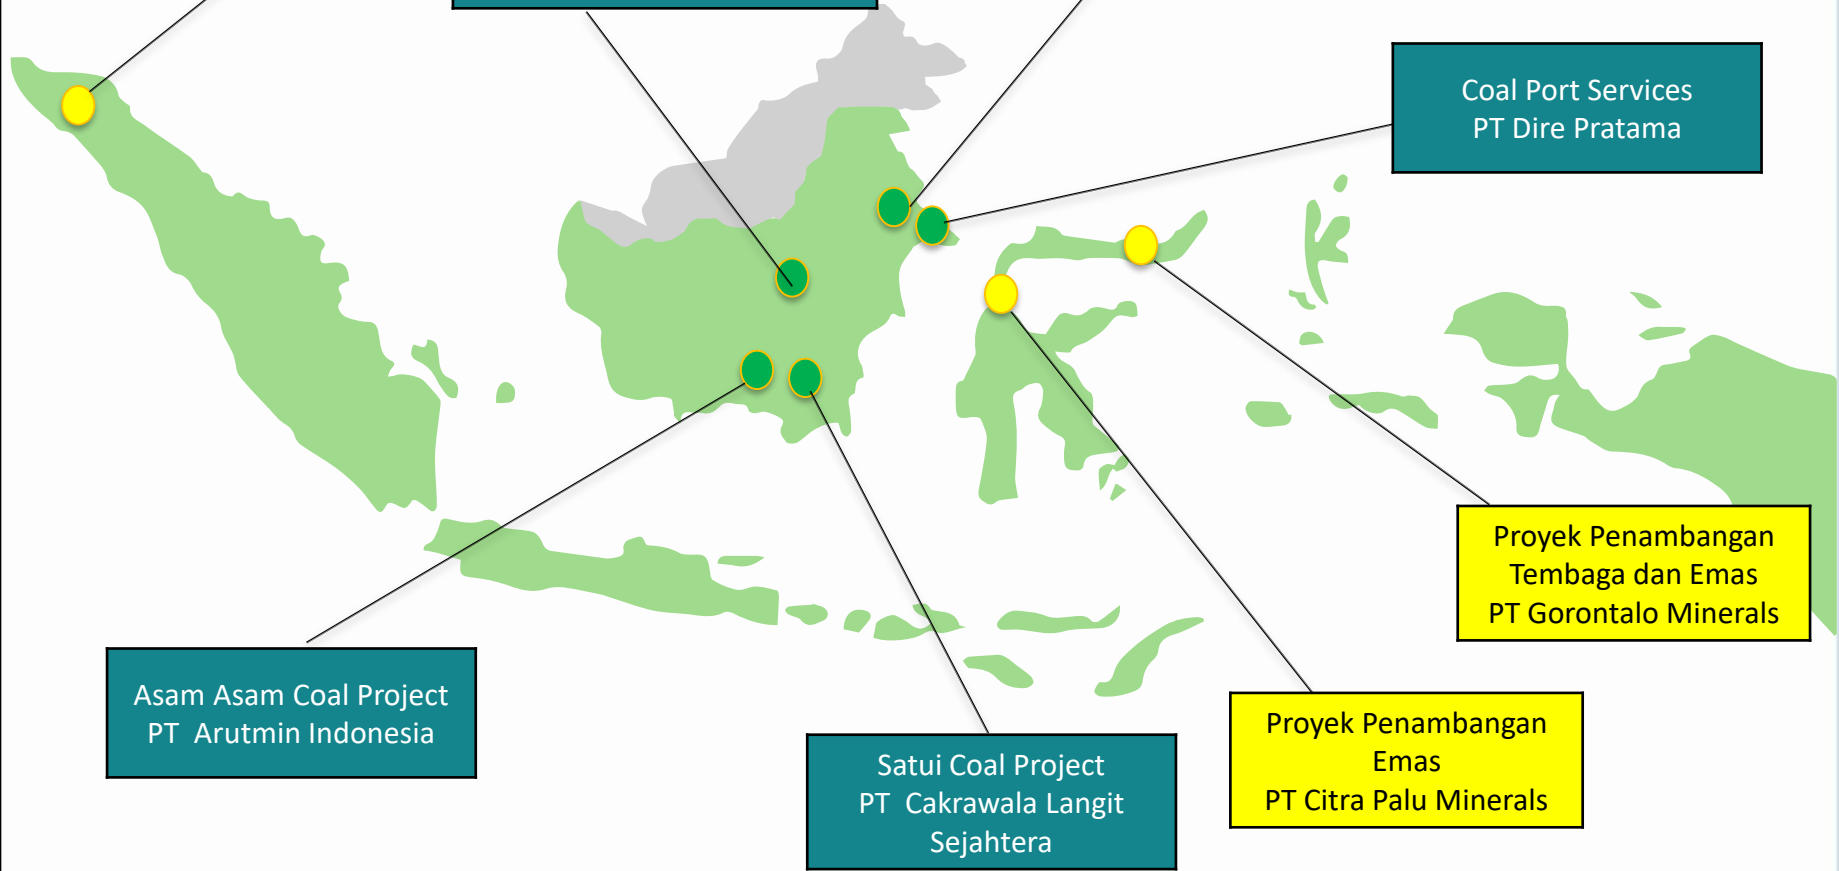 Coal Port Services
PT Dire Pratama
Proyek Penambangan
Tembaga dan Emas
PT Gorontalo Minerals
Asam Asam Coal Project
PT Arutmin Indonesia
Proyek Penambangan
Emas
PT Citra Palu Minerals
Satui Coal Project
PT Cakrawala Langit
Sejahtera